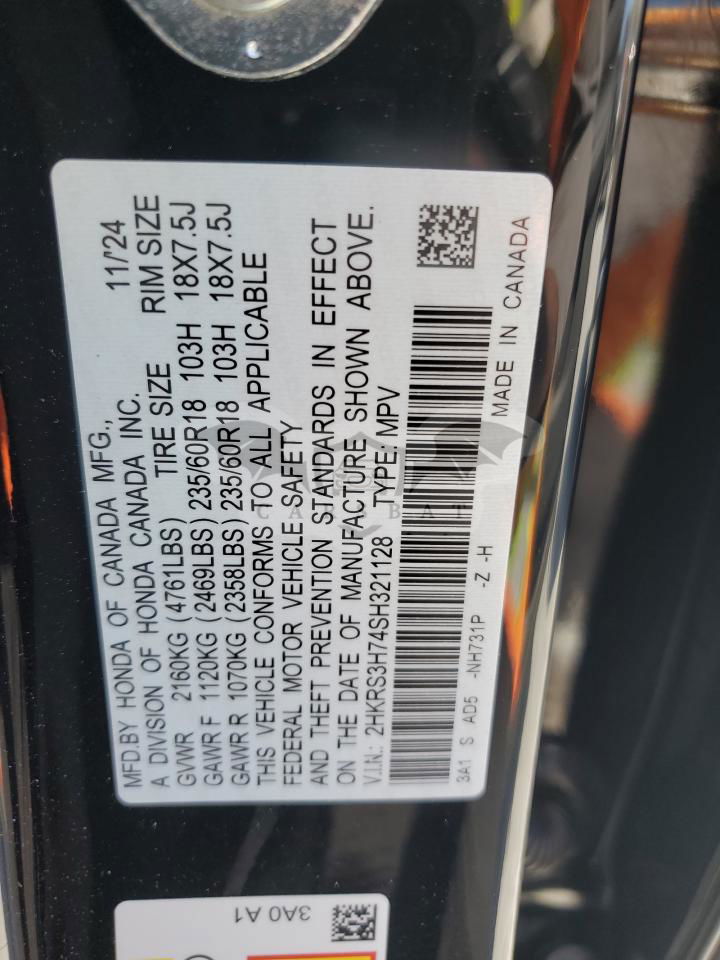 MFD.BY HONDA OF CANADA MFG., 11/'24
A DIVISION OF HONDA CANADA INC.
GVWR 2160KG (4761LBS) TIRE SIZE RIM SIZE
GAWR F 1120KG (2469LBS) 235/60R18 103H 18X7.5J
GAWR R 1070KG (2358LBS) 235/60R18 103H 18X7.5J
THIS VEHICLE CONFORMS TO ALL APPLICABLE
FEDERAL MOTOR VEHICLE SAFETY
AND THEFT PREVENTION STANDARDS IN EFFECT
ON THE DATE OF MANUFACTURE SHOWN ABOVE.
V.I.N.: 2HKRS3H74SH321128 TYPE: MPV
3A1 S AD5 -NH731P -Z -H MADE IN CANADA
CARSBAT
3A0 A1